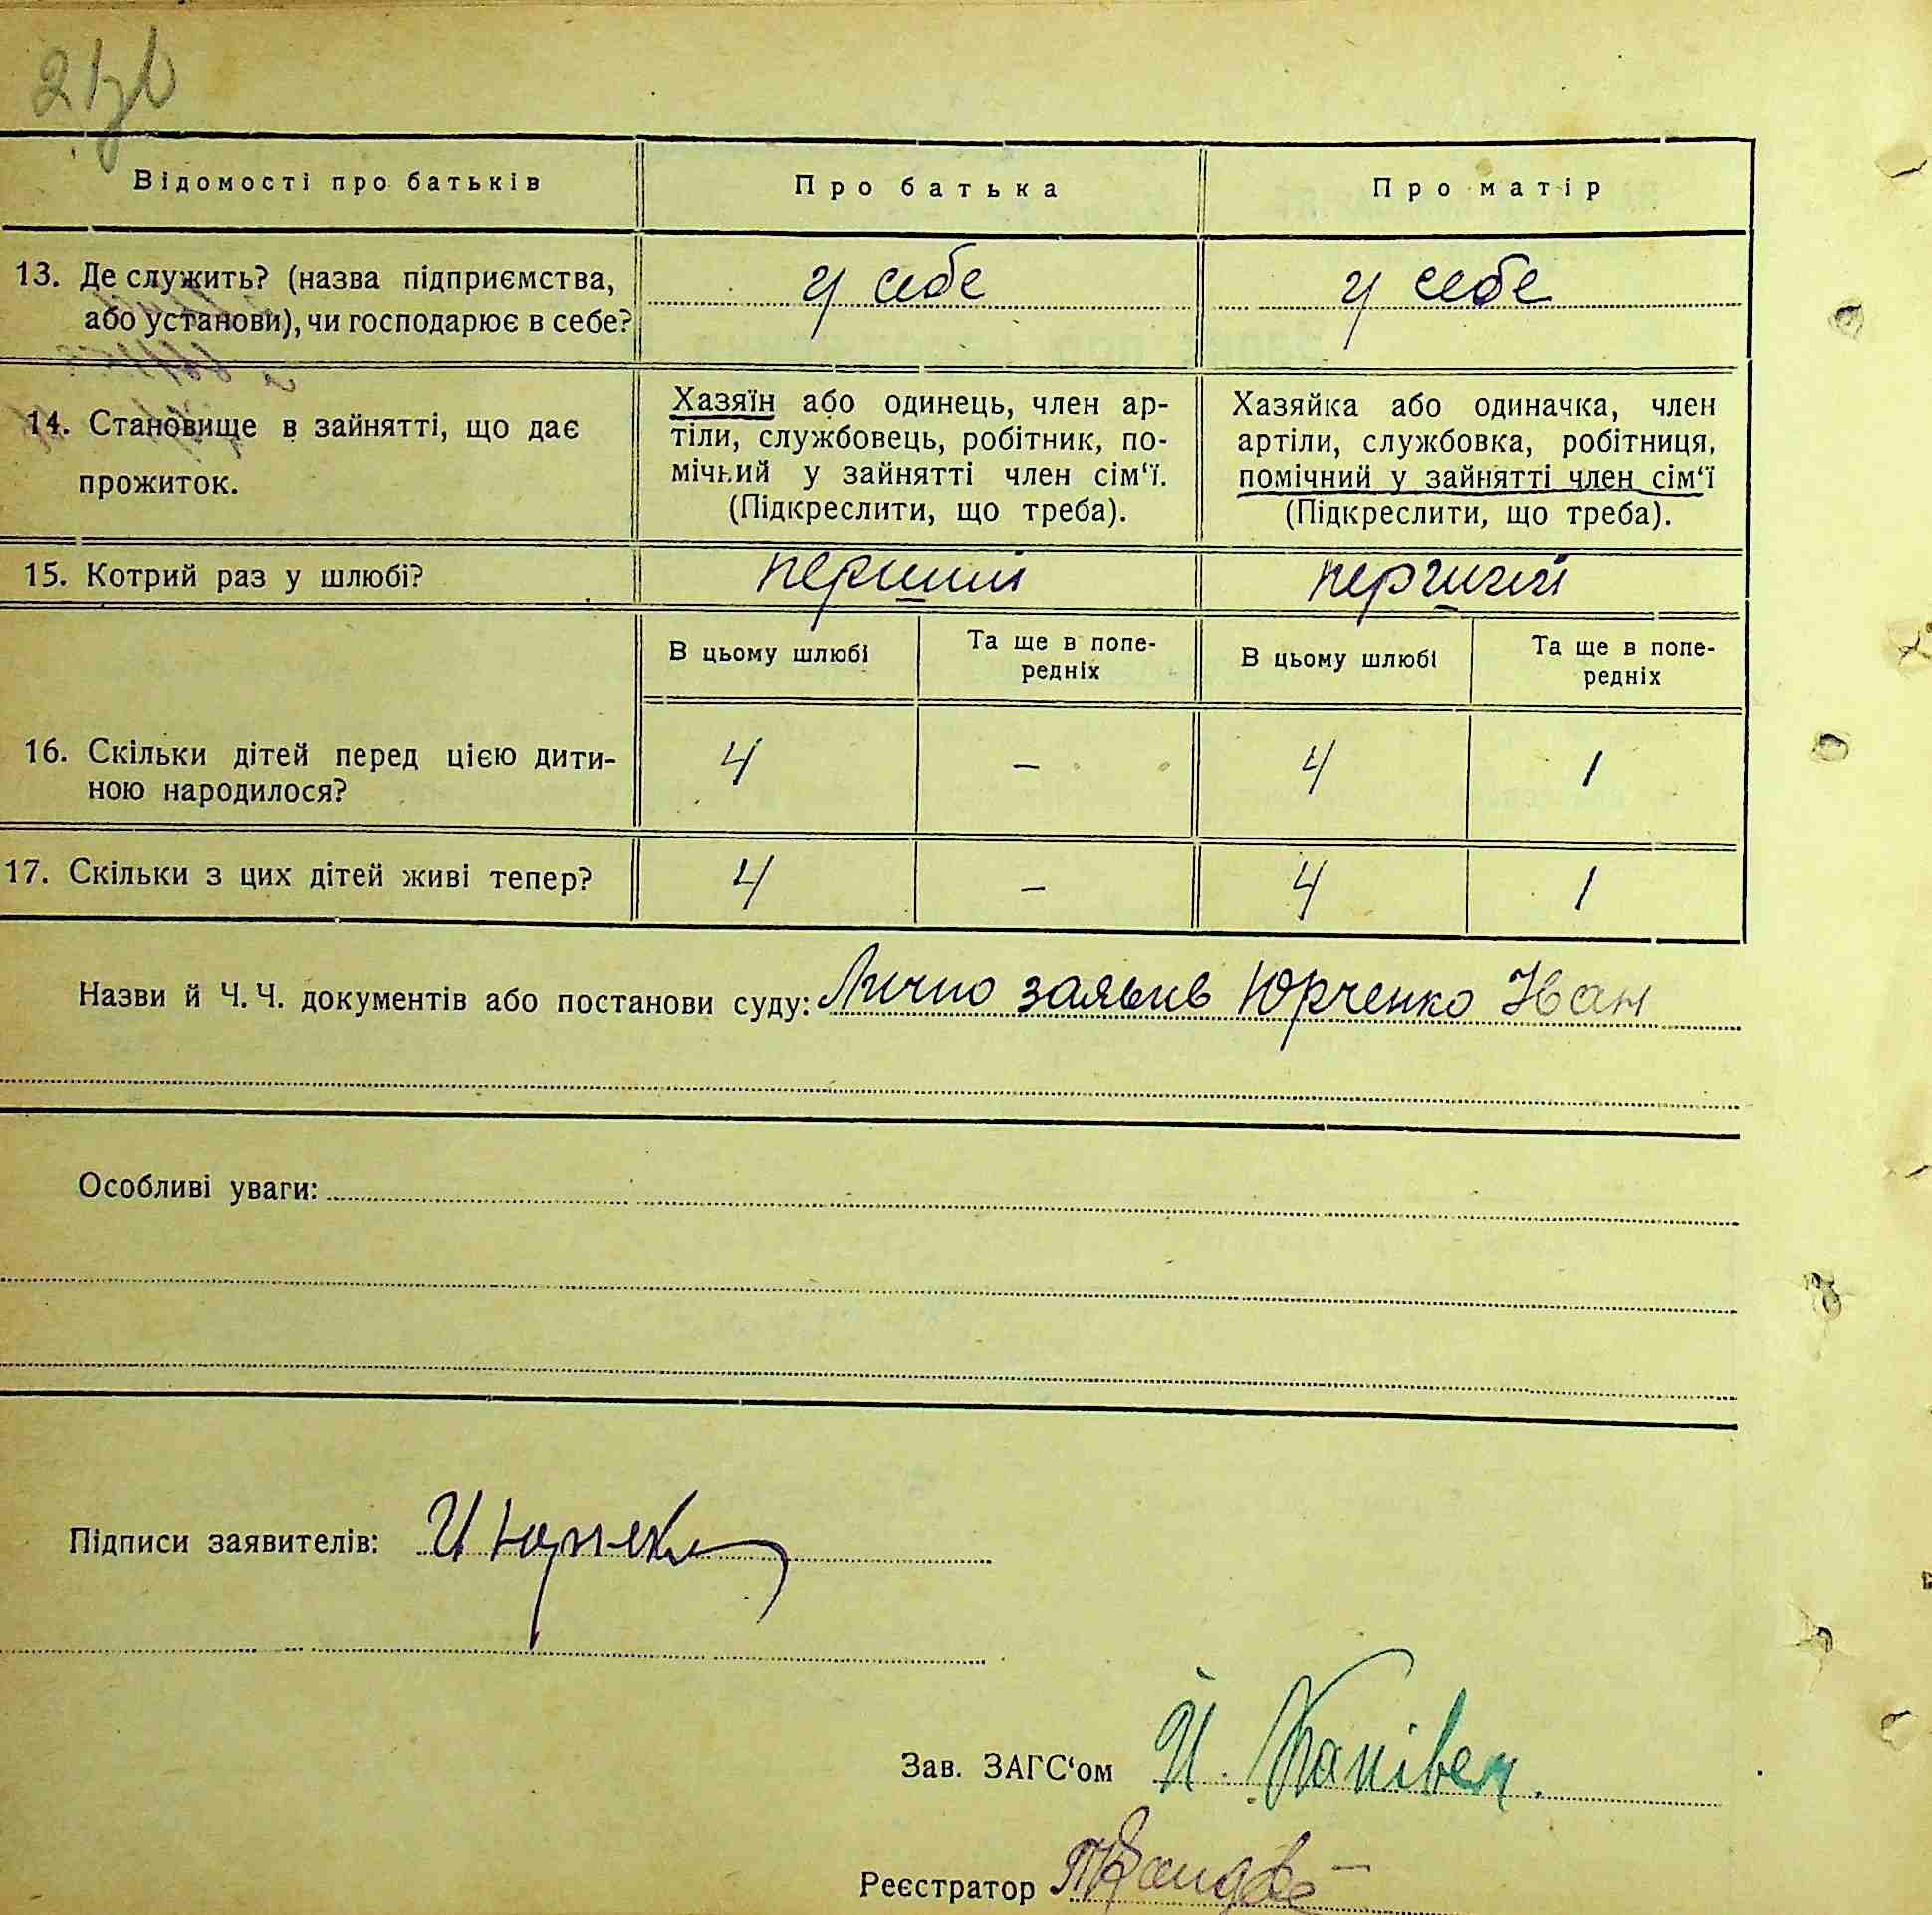 Відомості про батьків Про батька Про матір
13. Де служить? (назва підприємства, у себе у себе
або установи), чи господарює в себе?
Хазяїн або одинець, член ар- Хазяйка або одиначка, член
14. Становище в зайнятті, що дає тіли, службовець, робітник, по- артіли, службовка, робітниця,
прожиток. мічний у зайнятті член сім‘ї. помічний у зайнятті член сім‘ї
(Підкреслити, що треба). (Підкреслити, що треба).
15. Котрий раз у шлюбі? перший перший
В цьому шлюбі Та ще в попе- В цьому шлюбі Та ще в попе-
редніх редніх
16. Скільки дітей перед цією дити- 4 – 4 1
ною народилося?
17. Скільки з цих дітей живі тепер? 4 – 4 1
Назви й Ч. Ч. документів або постанови суду: Лично заявив Юрченко Іван
Особливі уваги:
Підписи заявителів:
Зав. ЗАГС‘ом
Реєстратор